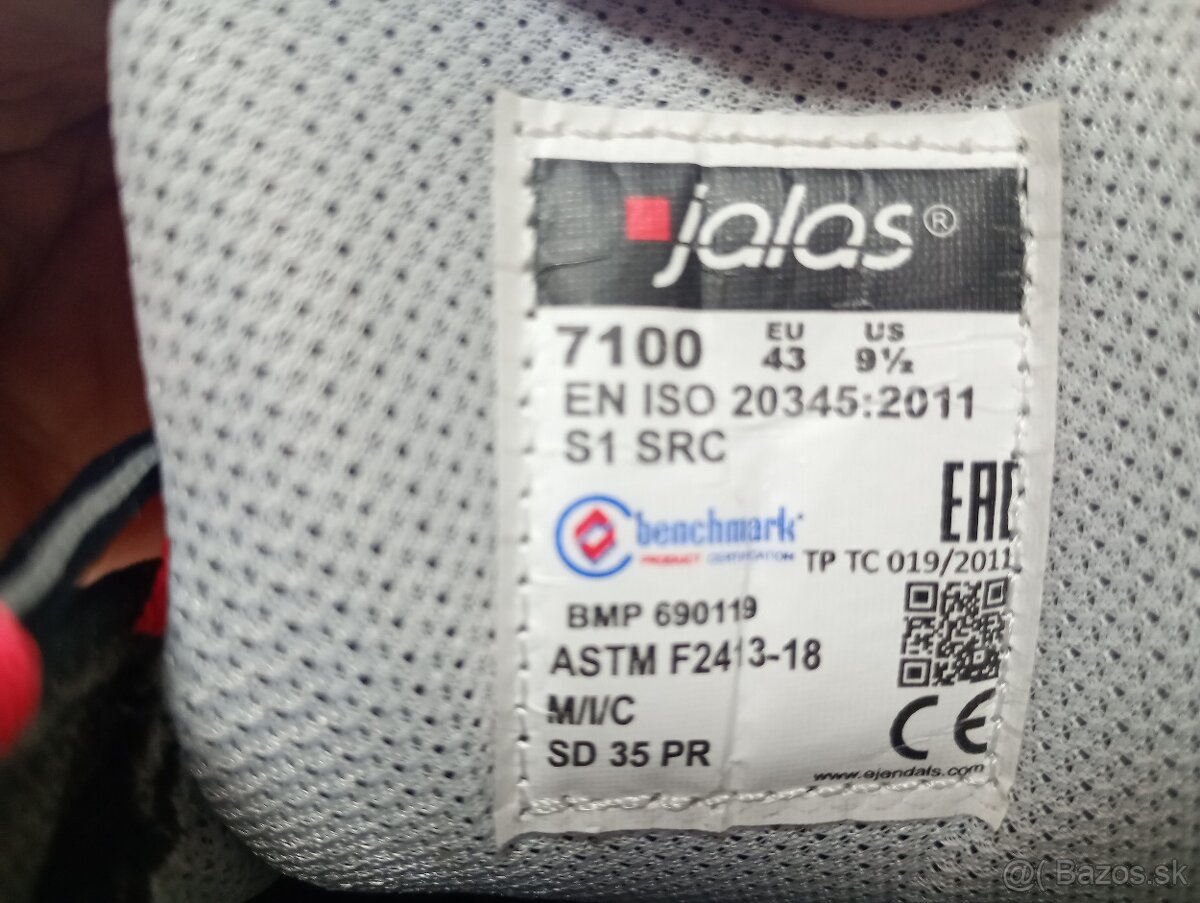 jalas®
7100 EU 43 US 9½
EN ISO 20345:2011
S1 SRC
EAC
benchmark
PRODUCT CERTIFICATION
TP TC 019/2011
BMP 690119
ASTM F2413-18
M/I/C
SD 35 PR
CE
www.ejendals.com
@( Bazos.sk